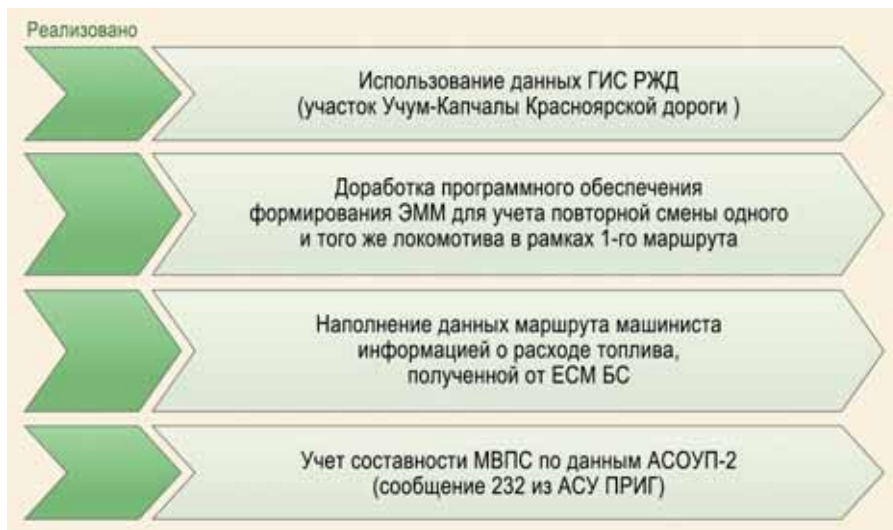 Реализовано
Использование данных ГИС РЖД
(участок Учум-Капчалы Красноярской дороги )
Доработка программного обеспечения
формирования ЭММ для учета повторной смены одного
и того же локомотива в рамках 1-го маршрута
Наполнение данных маршрута машиниста
информацией о расходе топлива,
полученной от ЕСМ БС
Учет составности МВПС по данным АСОУП-2
(сообщение 232 из АСУ ПРИГ)